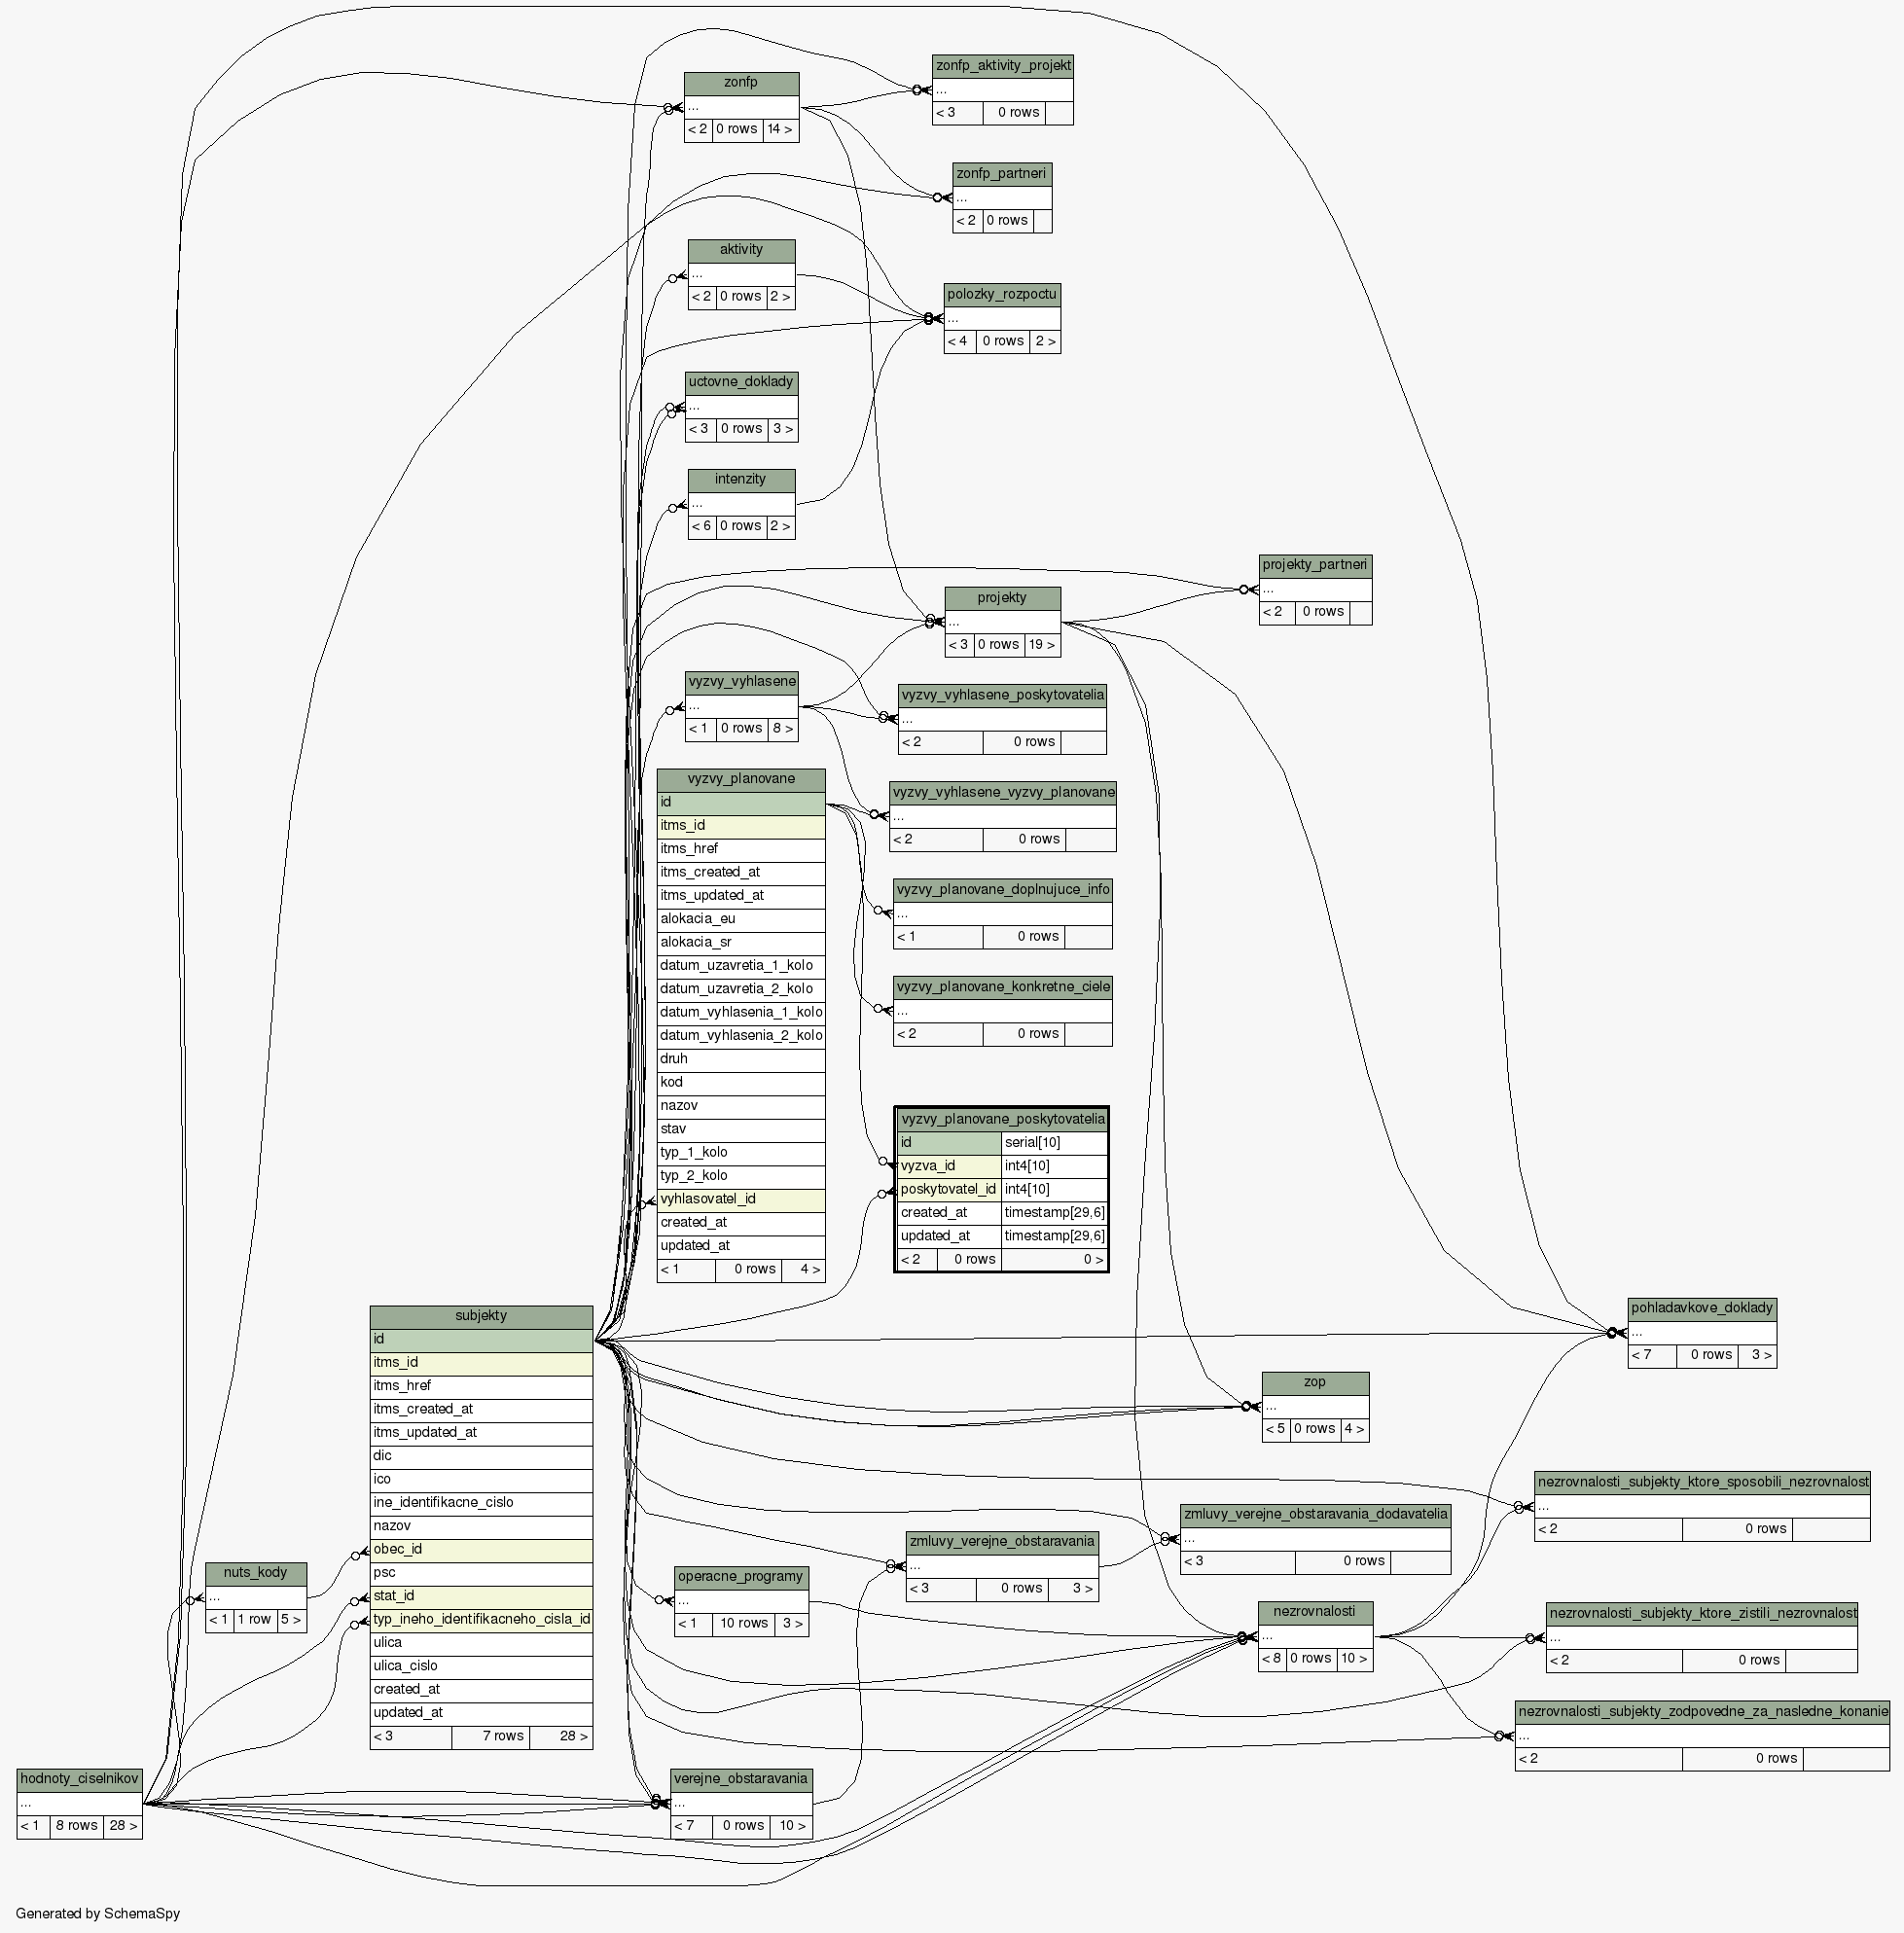 zonfp_aktivity_projekt
...
< 3 0 rows
zonfp
...
< 2 0 rows 14 >
zonfp_partneri
...
< 2 0 rows
aktivity
...
< 2 0 rows 2 >
polozky_rozpoctu
...
< 4 0 rows 2 >
uctovne_doklady
...
< 3 0 rows 3 >
intenzity
...
< 6 0 rows 2 >
projekty_partneri
...
< 2 0 rows
projekty
...
< 3 0 rows 19 >
vyzvy_vyhlasene
...
< 1 0 rows 8 >
vyzvy_vyhlasene_poskytovatelia
...
< 2 0 rows
vyzvy_planovane
id
itms_id
itms_href
itms_created_at
itms_updated_at
alokacia_eu
alokacia_sr
datum_uzavretia_1_kolo
datum_uzavretia_2_kolo
datum_vyhlasenia_1_kolo
datum_vyhlasenia_2_kolo
druh
kod
nazov
stav
typ_1_kolo
typ_2_kolo
vyhlasovatel_id
created_at
updated_at
< 1 0 rows 4 >
vyzvy_vyhlasene_vyzvy_planovane
...
< 2 0 rows
vyzvy_planovane_doplnujuce_info
...
< 1 0 rows
vyzvy_planovane_konkretne_ciele
...
< 2 0 rows
vyzvy_planovane_poskytovatelia
id serial[10]
vyzva_id int4[10]
poskytovatel_id int4[10]
created_at timestamp[29,6]
updated_at timestamp[29,6]
< 2 0 rows 0 >
subjekty
id
itms_id
itms_href
itms_created_at
itms_updated_at
dic
ico
ine_identifikacne_cislo
nazov
obec_id
psc
stat_id
typ_ineho_identifikacneho_cisla_id
ulica
ulica_cislo
created_at
updated_at
< 3 7 rows 28 >
pohladavkove_doklady
...
< 7 0 rows 3 >
zop
...
< 5 0 rows 4 >
nezrovnalosti_subjekty_ktore_sposobili_nezrovnalost
...
< 2 0 rows
zmluvy_verejne_obstaravania_dodavatelia
...
< 3 0 rows
zmluvy_verejne_obstaravania
...
< 3 0 rows 3 >
nuts_kody
...
< 1 1 row 5 >
operacne_programy
...
< 1 10 rows 3 >
nezrovnalosti
...
< 8 0 rows 10 >
nezrovnalosti_subjekty_ktore_zistili_nezrovnalost
...
< 2 0 rows
nezrovnalosti_subjekty_zodpovedne_za_nasledne_konanie
...
< 2 0 rows
hodnoty_ciselnikov
...
< 1 8 rows 28 >
verejne_obstaravania
...
< 7 0 rows 10 >
Generated by SchemaSpy